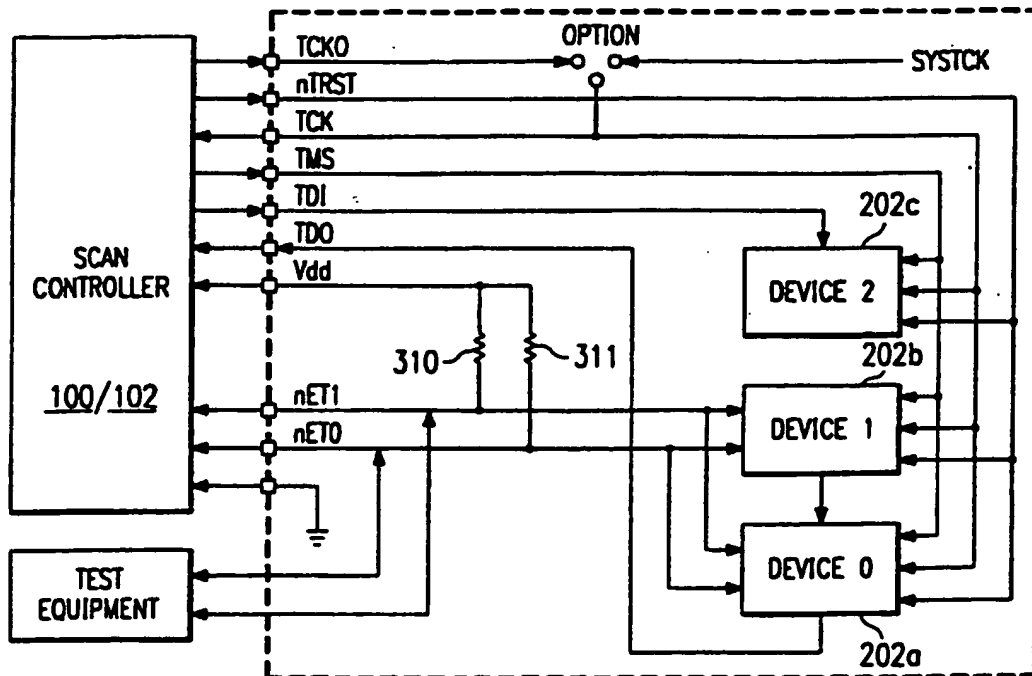 SCAN
CONTROLLER
100/102
TEST
EQUIPMENT
TCKO
nTRST
TCK
TMS
TDI
TDO
Vdd
nET1
nET0
OPTION
SYSTCK
310
311
202c
DEVICE 2
202b
DEVICE 1
DEVICE 0
202a